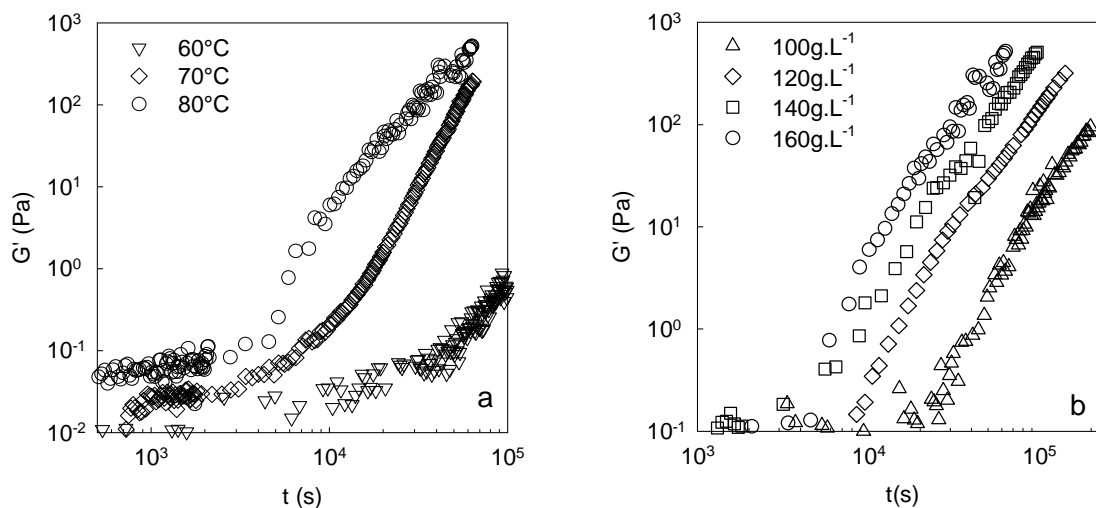 10³
10²
10¹
10⁰
10⁻¹
10⁻²
G' (Pa)
60°C
70°C
80°C
a
10³ 10⁴ 10⁵
t (s)
10³
10²
10¹
10⁰
10⁻¹
G' (Pa)
100g.L⁻¹
120g.L⁻¹
140g.L⁻¹
160g.L⁻¹
b
10³ 10⁴ 10⁵
t(s)